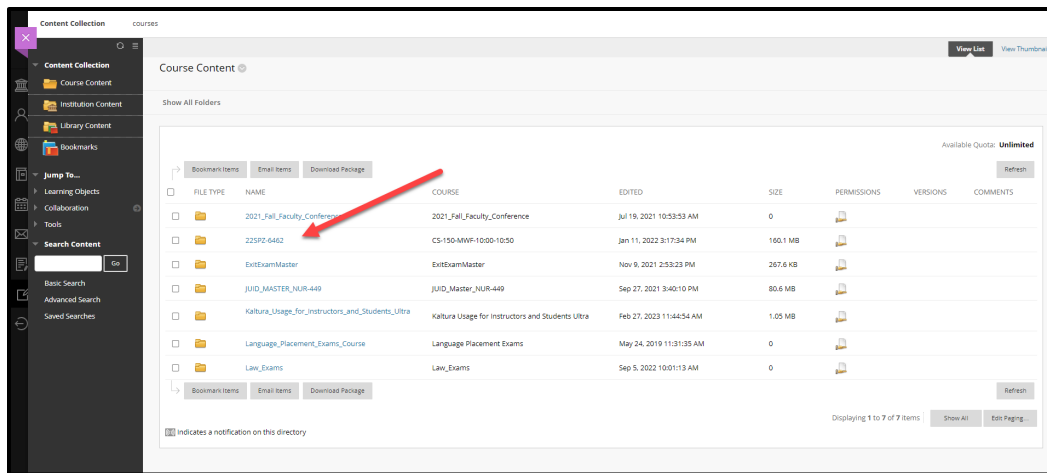 Content Collection courses
Content Collection
Course Content
Institution Content
Library Content
Bookmarks
Jump To...
Learning Objects
Collaboration
Tools
Search Content
Go
Basic Search
Advanced Search
Saved Searches
View List View Thumbnai
Course Content
Show All Folders
Available Quota: Unlimited
Bookmark Items Email Items Download Package Refresh
FILE TYPE NAME COURSE EDITED SIZE PERMISSIONS VERSIONS COMMENTS
2021_Fall_Faculty_Conference 2021_Fall_Faculty_Conference Jul 19, 2021 10:53:53 AM 0
22SPZ-6462 CS-150-MWF-10:00-10:50 Jan 11, 2022 3:17:34 PM 160.1 MB
ExitExamMaster ExitExamMaster Nov 9, 2021 2:53:23 PM 267.6 KB
JUID_MASTER_NUR-449 JUID_Master_NUR-449 Sep 27, 2021 3:40:10 PM 80.6 MB
Kaltura_Usage_for_Instructors_and_Students_Ultra Kaltura Usage for Instructors and Students Ultra Feb 27, 2023 11:44:54 AM 1.05 MB
Language_Placement_Exams_Course Language Placement Exams May 24, 2019 11:31:35 AM 0
Law_Exams Law_Exams Sep 5, 2022 10:01:13 AM 0
Bookmark Items Email Items Download Package Refresh
Displaying 1 to 7 of 7 items Show All Edit Paging...
Indicates a notification on this directory